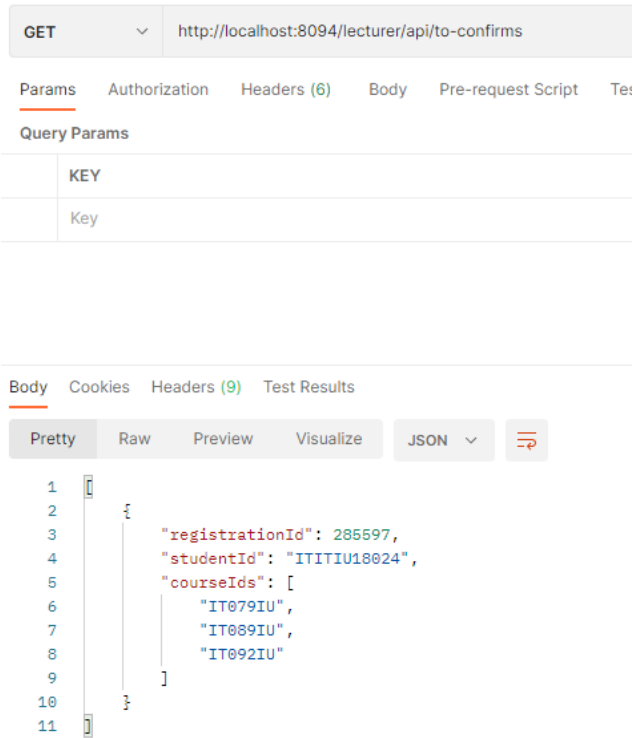 GET http://localhost:8094/lecturer/api/to-confirms
Params Authorization Headers (6) Body Pre-request Script Tes
Query Params
KEY
Key
Body Cookies Headers (9) Test Results
Pretty Raw Preview Visualize JSON
1 [
2 {
3 "registrationId": 285597,
4 "studentId": "ITITIU18024",
5 "courseIds": [
6 "IT079IU",
7 "IT089IU",
8 "IT092IU"
9 ]
10 }
11 ]